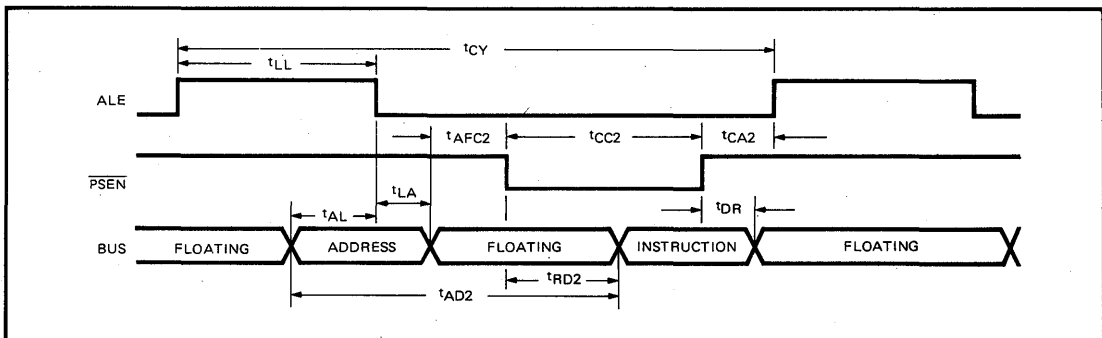 tCY
tLL
ALE
tAFC2 tCC2 tCA2
PSEN
tLA
tAL tDR
BUS FLOATING ADDRESS FLOATING INSTRUCTION FLOATING
tRD2
tAD2